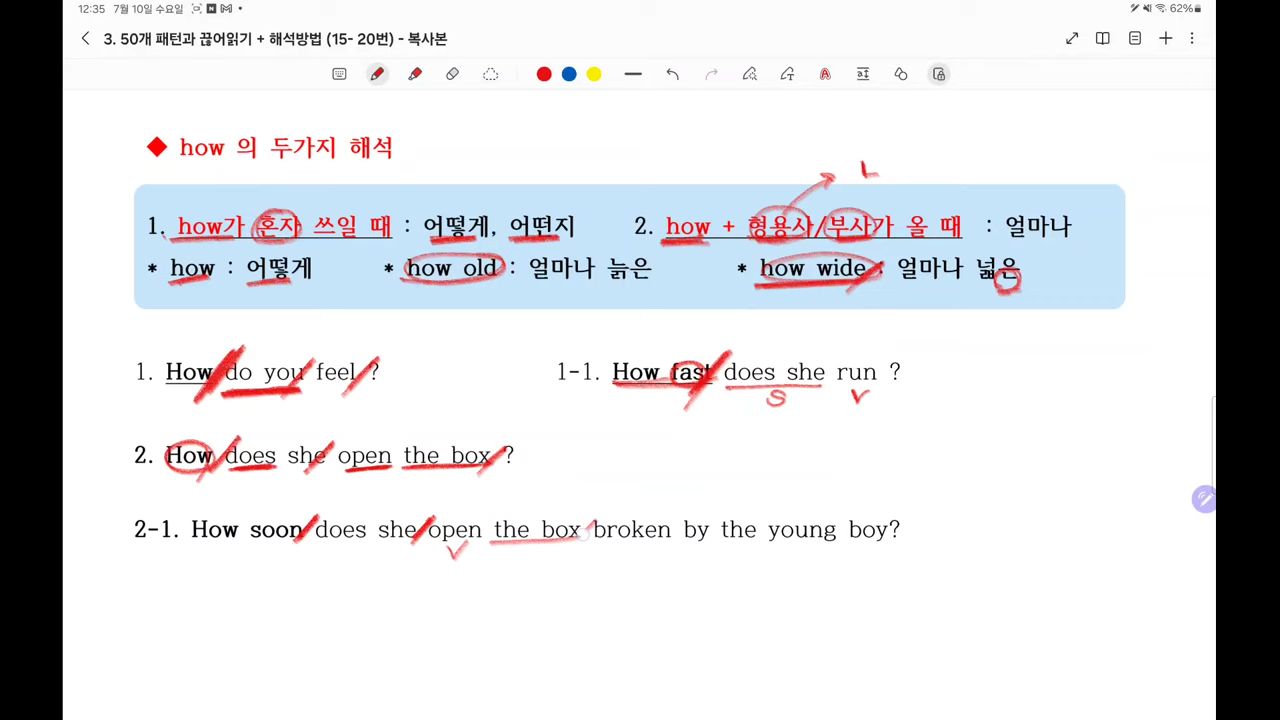 12:35 7월 10일 수요일 62%
3. 50개 패턴과 끊어읽기 + 해석방법 (15- 20번) - 복사본
◆ how 의 두가지 해석
ㄴ
1. how가 혼자 쓰일 때 : 어떻게, 어떤지 2. how + 형용사/부사가 올 때 : 얼마나
* how : 어떻게 * how old : 얼마나 늙은 * how wide : 얼마나 넓은
1. How do you feel ? 1-1. How fast does she run ?
S V
2. How does she open the box ?
2-1. How soon does she open the box broken by the young boy?
V